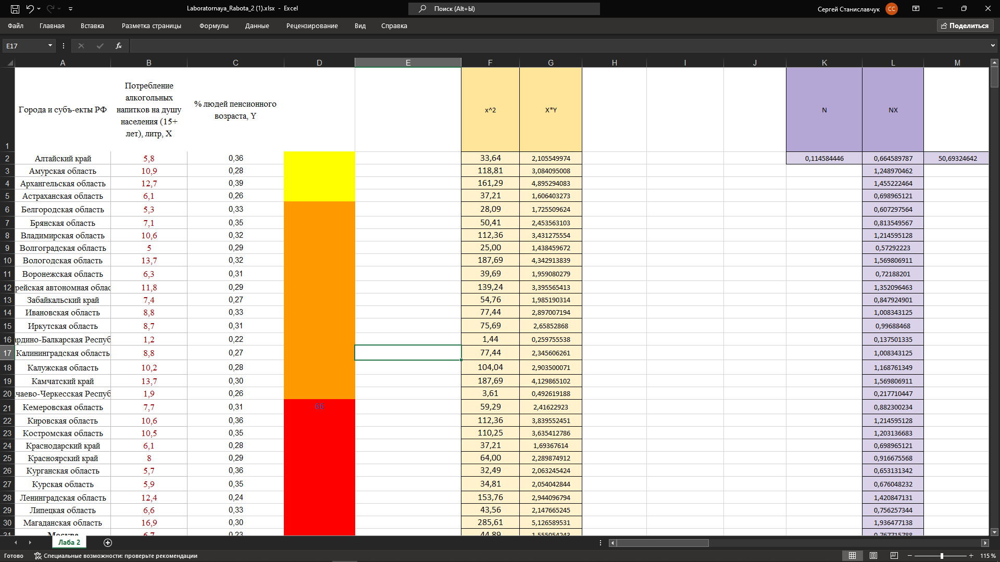 Laboratornaya_Rabota_2 (1).xlsx - Excel
Поиск (Alt+Ы)
Сергей Станиславчук
СС
Файл Главная Вставка Разметка страницы Формулы Данные Рецензирование Вид Справка
Поделиться
E17
fx
A B C D E F G H I J K L M
1 Города и субъ-екты РФ
Потребление
алкогольных
напитков на душу
населения (15+
лет), литр, X
% людей пенсионного
возраста, Y
x^2 X*Y N NX
2 Алтайский край 5,8 0,36 33,64 2,105549974 0,114584446 0,664589787 50,69324642
3 Амурская область 10,9 0,28 118,81 3,084095008 1,248970462
4 Архангельская область 12,7 0,39 161,29 4,895294083 1,455222464
5 Астраханская область 6,1 0,26 37,21 1,606403273 0,698965121
6 Белгородская область 5,3 0,33 28,09 1,725509624 0,607297564
7 Брянская область 7,1 0,35 50,41 2,453563103 0,813549567
8 Владимирская область 10,6 0,32 112,36 3,431275554 1,214595128
9 Волгоградская область 5 0,29 25,00 1,438459672 0,57292223
10 Вологодская область 13,7 0,32 187,69 4,342913839 1,569806911
11 Воронежская область 6,3 0,31 39,69 1,959080279 0,72188201
12 рейская автономная облас 11,8 0,29 139,24 3,395565413 1,352096463
13 Забайкальский край 7,4 0,27 54,76 1,985190314 0,847924901
14 Ивановская область 8,8 0,33 77,44 2,897007194 1,008343125
15 Иркутская область 8,7 0,31 75,69 2,65852868 0,99688468
16 ардино-Балкарская Респуб 1,2 0,22 1,44 0,259755538 0,137501335
17 Калининградская область 8,8 0,27 77,44 2,345606261 1,008343125
18 Калужская область 10,2 0,28 104,04 2,903500071 1,168761349
19 Камчатский край 13,7 0,30 187,69 4,129865102 1,569806911
20 чаево-Черкесская Респуб 1,9 0,26 3,61 0,492619188 0,217710447
21 Кемеровская область 7,7 0,31 66 59,29 2,41622923 0,882300234
22 Кировская область 10,6 0,36 112,36 3,839552451 1,214595128
23 Костромская область 10,5 0,35 110,25 3,635412786 1,203136683
24 Краснодарский край 6,1 0,28 37,21 1,69367614 0,698965121
25 Красноярский край 8 0,29 64,00 2,289874912 0,916675568
26 Курганская область 5,7 0,36 32,49 2,063245424 0,653131342
27 Курская область 5,9 0,35 34,81 2,054042844 0,676048232
28 Ленинградская область 12,4 0,24 153,76 2,944096794 1,420847131
29 Липецкая область 6,6 0,33 43,56 2,147665245 0,756257344
30 Магаданская область 16,9 0,30 285,61 5,126589531 1,936477138
31 Москва 6,7 0,23 44,89 1,555054243 0,767715788
Лаба 2
Готово Специальные возможности: проверьте рекомендации
115 %